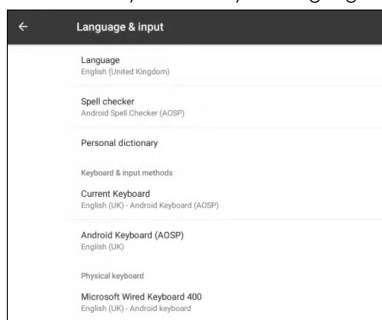 Language & input
Language
English (United Kingdom)
Spell checker
Android Spell Checker (AOSP)
Personal dictionary
Keyboard & input methods
Current Keyboard
English (UK) - Android Keyboard (AOSP)
Android Keyboard (AOSP)
English (UK)
Physical keyboard
Microsoft Wired Keyboard 400
English (UK) - Android keyboard